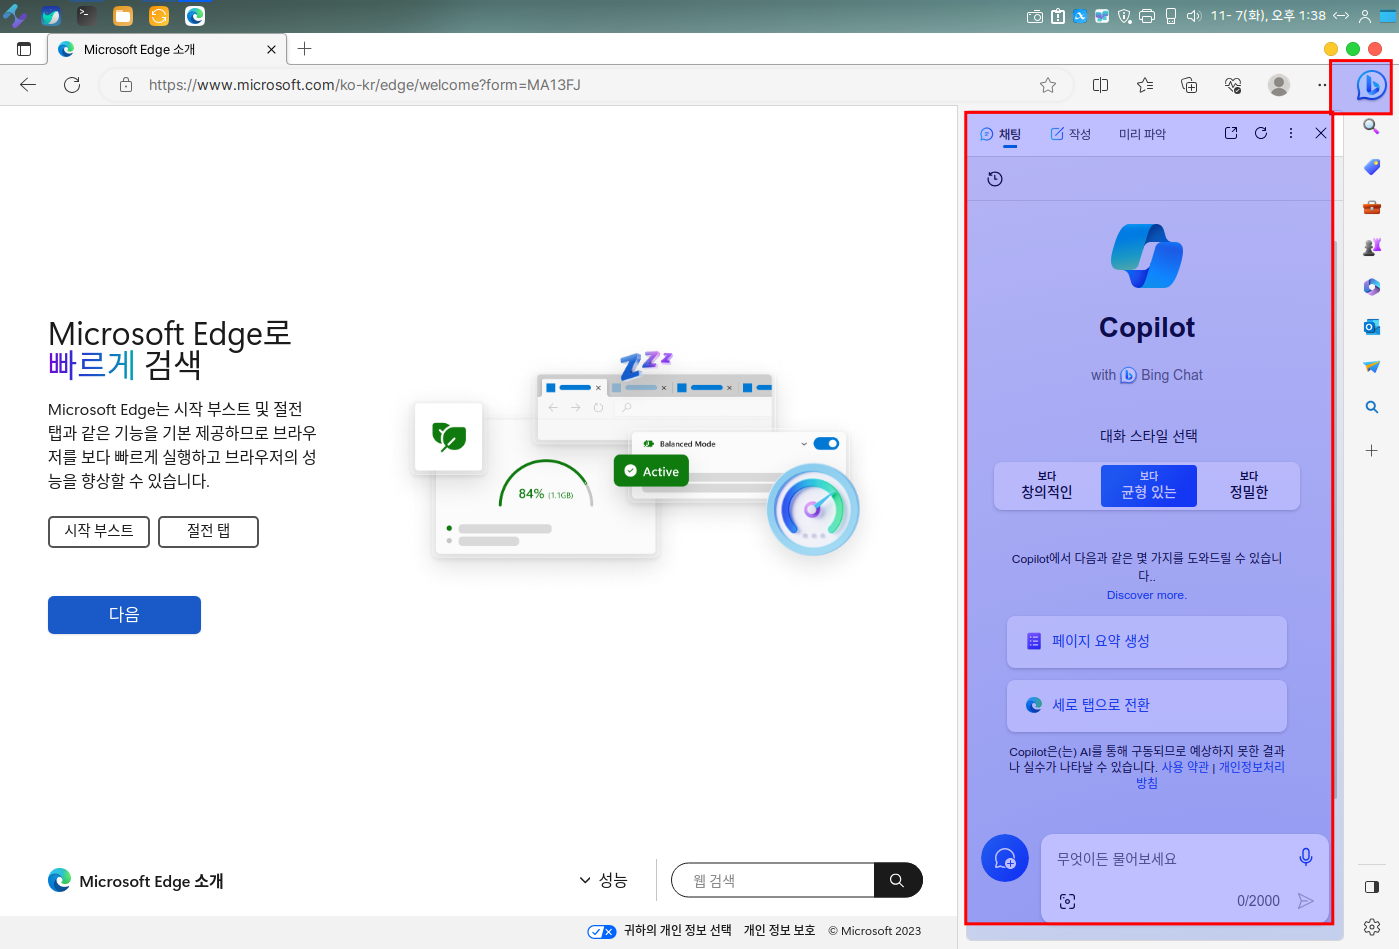 11- 7(화), 오후 1:38
Microsoft Edge 소개
https://www.microsoft.com/ko-kr/edge/welcome?form=MA13FJ
채팅
작성
미리 파악
Copilot
with Bing Chat
대화 스타일 선택
보다
창의적인
보다
균형 있는
보다
정밀한
Copilot에서 다음과 같은 몇 가지를 도와드릴 수 있습니
다..
Discover more.
페이지 요약 생성
세로 탭으로 전환
Copilot은(는) AI를 통해 구동되므로 예상하지 못한 결과
나 실수가 나타날 수 있습니다. 사용 약관 | 개인정보처리
방침
무엇이든 물어보세요
0/2000
Microsoft Edge로
빠르게 검색
Microsoft Edge는 시작 부스트 및 절전
탭과 같은 기능을 기본 제공하므로 브라우
저를 보다 빠르게 실행하고 브라우저의 성
능을 향상할 수 있습니다.
시작 부스트
절전 탭
다음
zzz
Balanced Mode
Active
84% (1.1GB)
Microsoft Edge 소개
성능
웹 검색
귀하의 개인 정보 선택
개인 정보 보호
© Microsoft 2023